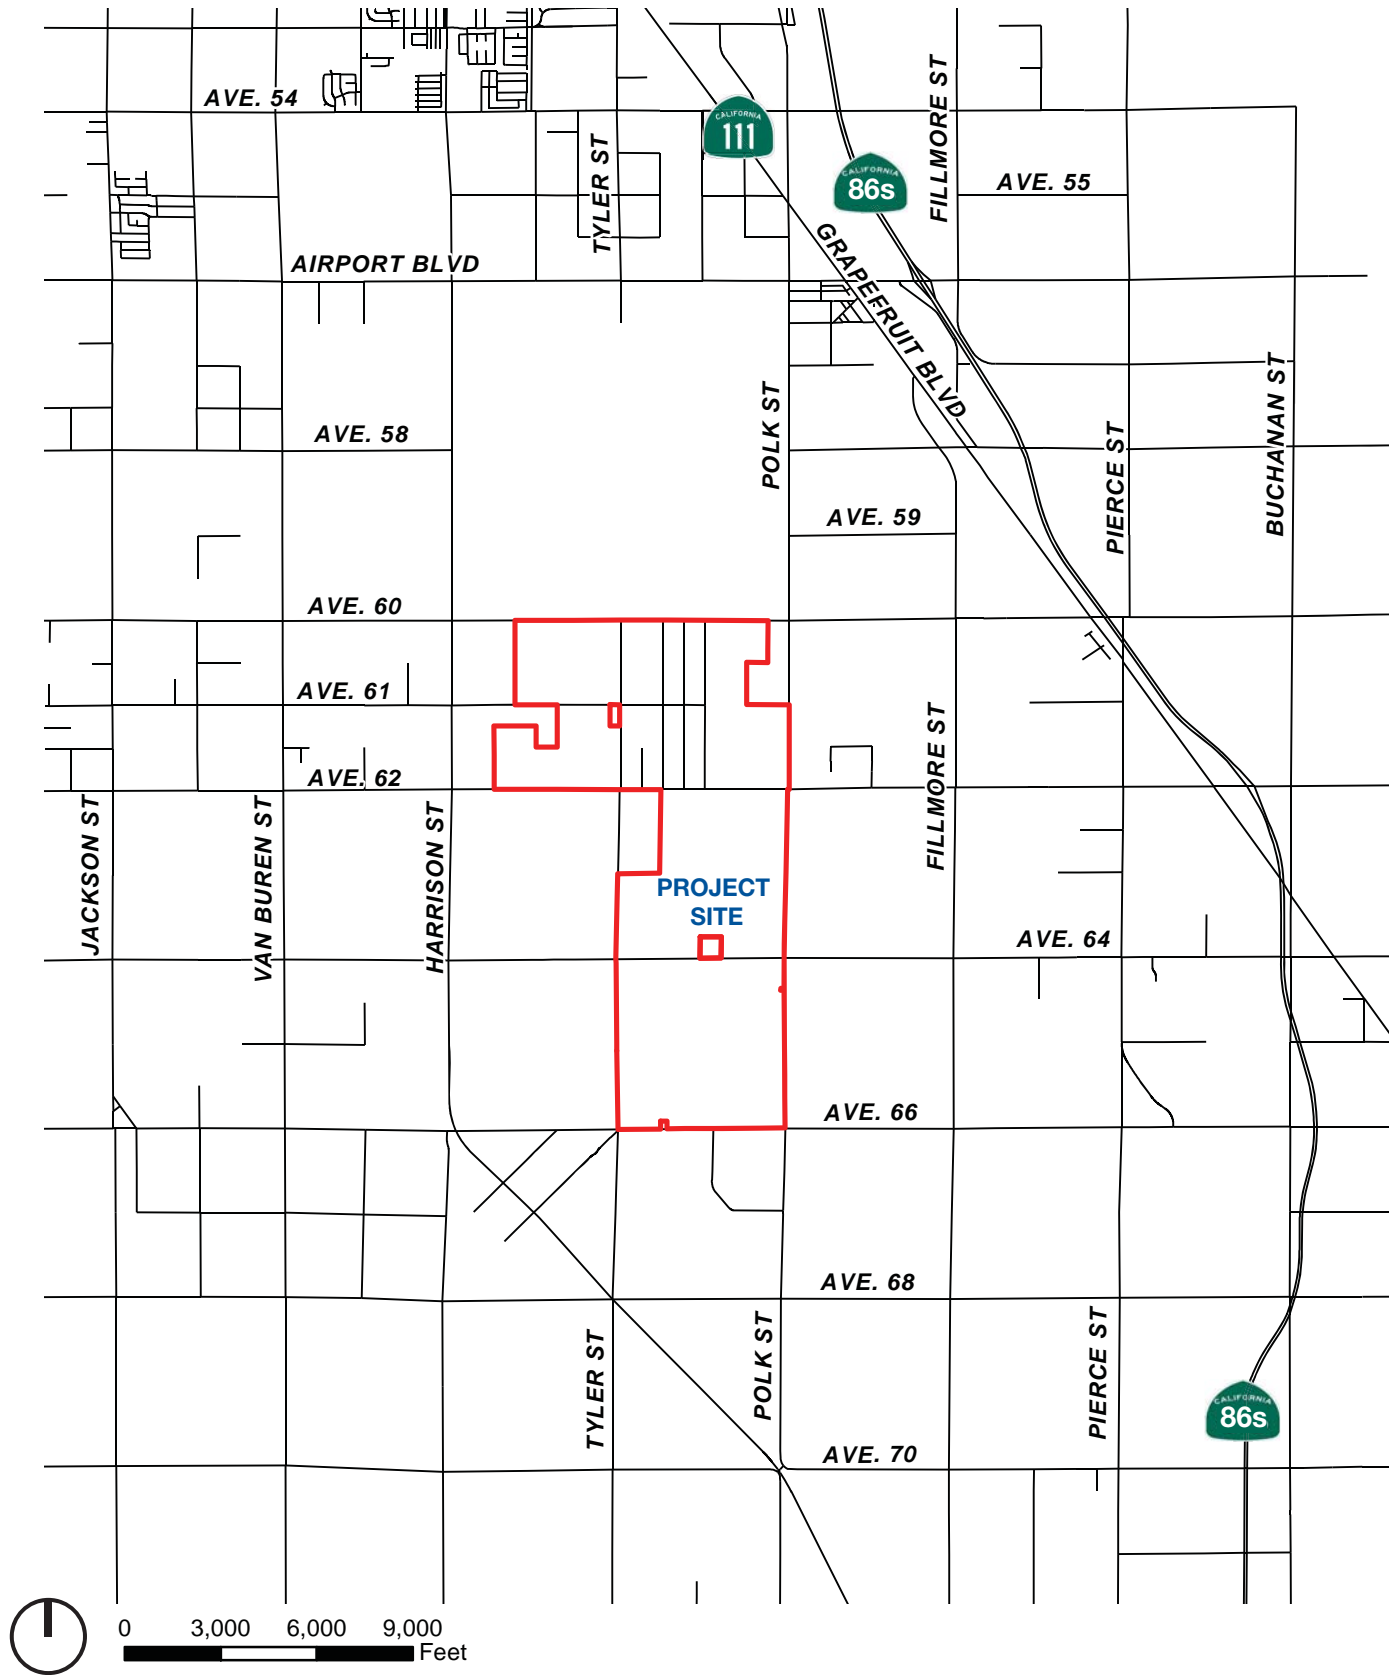 AVE. 54
FILLMORE ST
CALIFORNIA
111
TYLER ST
CALIFORNIA
86s
AVE. 55
AIRPORT BLVD
GRAPEFRUIT BLVD
BUCHANAN ST
POLK ST
AVE. 58
PIERCE ST
AVE. 59
AVE. 60
AVE. 61
FILLMORE ST
AVE. 62
JACKSON ST
VAN BUREN ST
HARRISON ST
PROJECT
SITE
AVE. 64
AVE. 66
AVE. 68
TYLER ST
POLK ST
PIERCE ST
CALIFORNIA
86s
AVE. 70
0 3,000 6,000 9,000
Feet